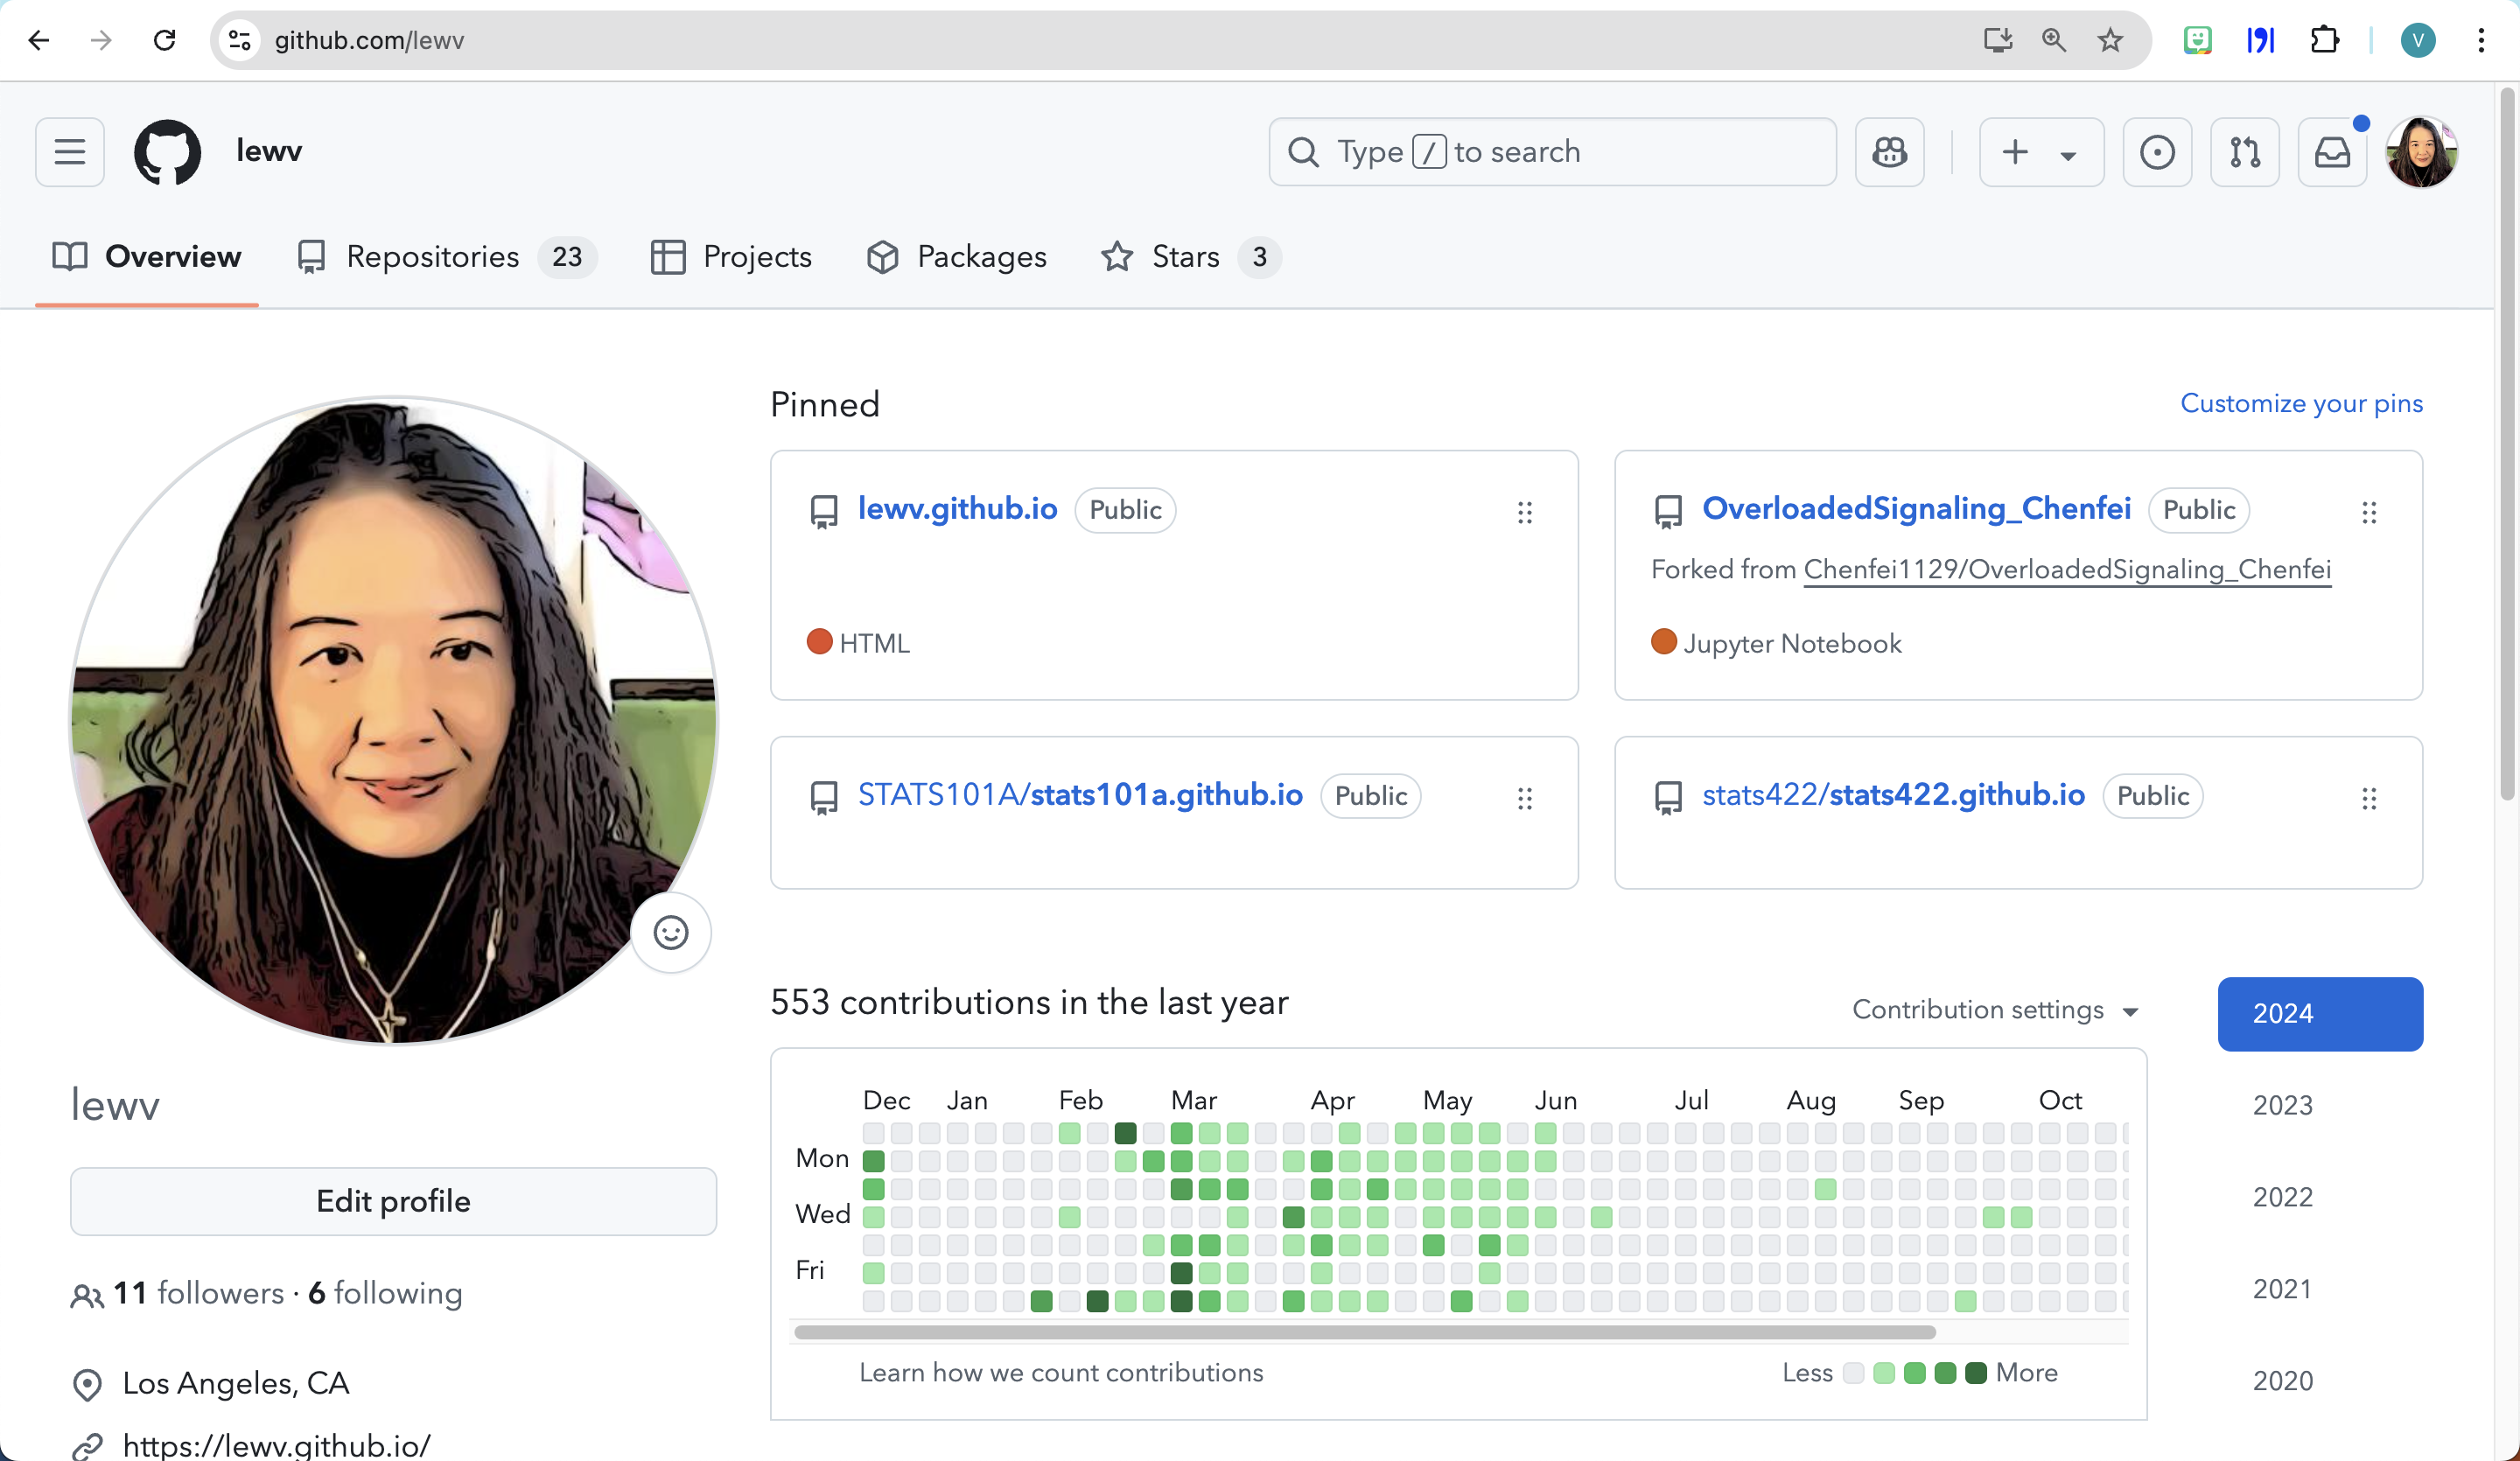 github.com/lewv
V
lewv
Type / to search
Overview Repositories 23 Projects Packages Stars 3
Pinned
Customize your pins
lewv.github.io Public
HTML
OverloadedSignaling_Chenfei Public
Forked from Chenfei1129/OverloadedSignaling_Chenfei
Jupyter Notebook
STATS101A/stats101a.github.io Public
stats422/stats422.github.io Public
lewv
Edit profile
11 followers · 6 following
Los Angeles, CA
https://lewv.github.io/
553 contributions in the last year
Contribution settings
Dec Jan Feb Mar Apr May Jun Jul Aug Sep Oct
Mon
Wed
Fri
Learn how we count contributions
Less More
2024
2023
2022
2021
2020